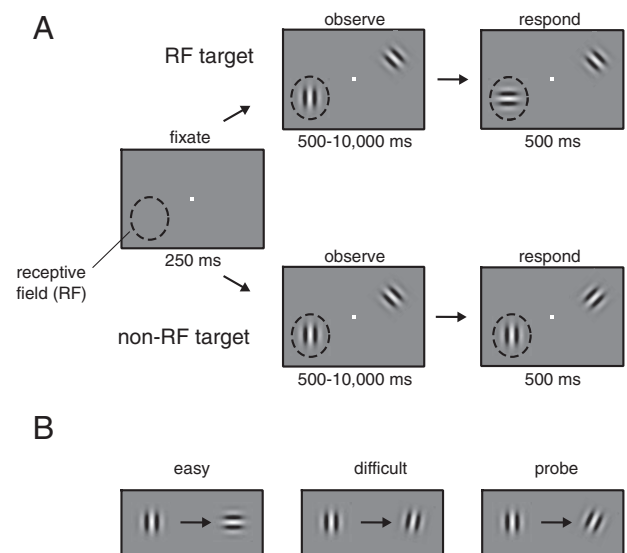 A
observe
respond
RF target
500-10,000 ms
500 ms
fixate
250 ms
receptive
field (RF)
observe
respond
non-RF target
500-10,000 ms
500 ms
B
easy
difficult
probe